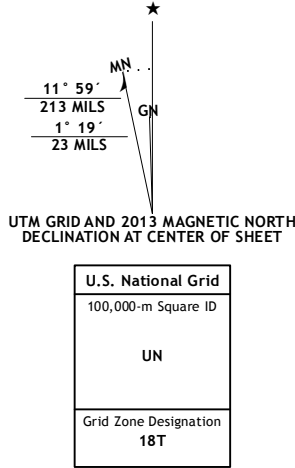 MN
GN
11° 59´
213 MILS
1° 19´
23 MILS
UTM GRID AND 2013 MAGNETIC NORTH
DECLINATION AT CENTER OF SHEET
U.S. National Grid
100,000-m Square ID
UN
Grid Zone Designation
18T